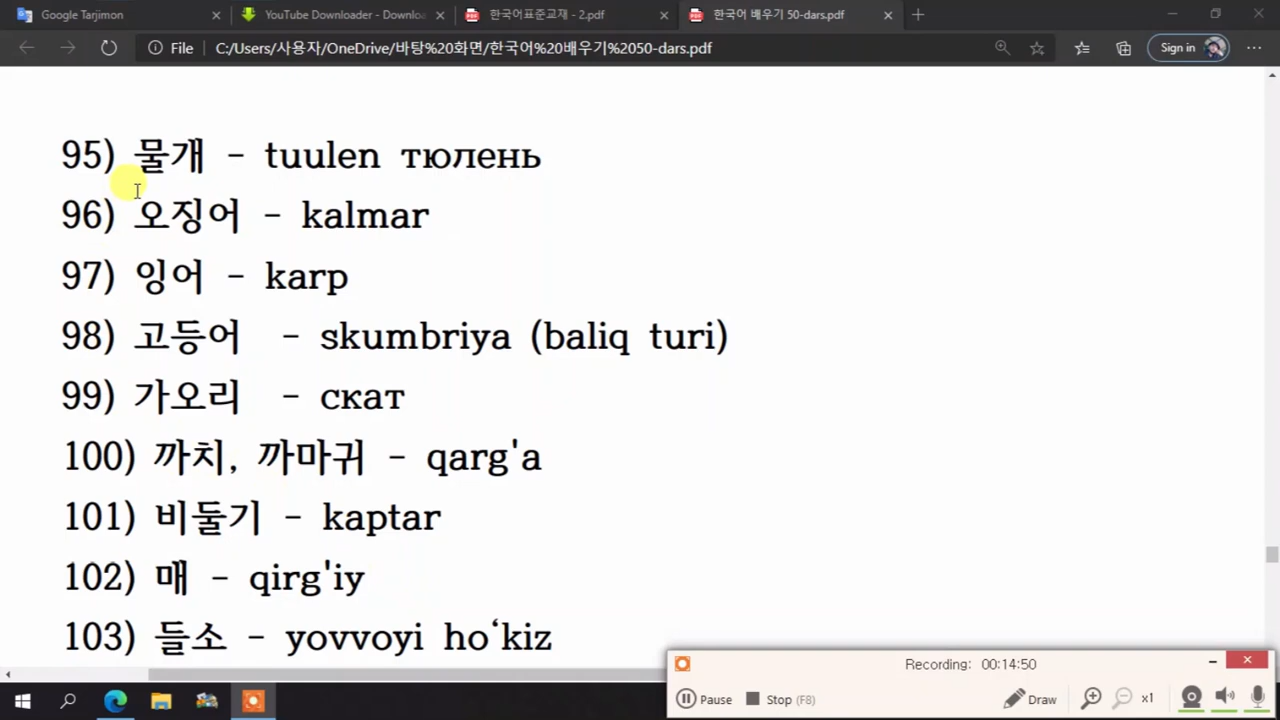 Google Tarjimon
YouTube Downloader - Downloa
한국어표준교재 - 2.pdf
한국어 배우기 50-dars.pdf
File
C:/Users/사용자/OneDrive/바탕%20화면/한국어%20배우기%2050-dars.pdf
Sign in
95) 물개 - tuulen тюлень
96) 오징어 - kalmar
97) 잉어 - karp
98) 고등어 - skumbriya (baliq turi)
99) 가오리 - скат
100) 까치, 까마귀 - qarg'a
101) 비둘기 - kaptar
102) 매 - qirg'iy
103) 들소 - yovvoyi ho‘kiz
Recording: 00:14:50
Pause
Stop (F8)
Draw
x1